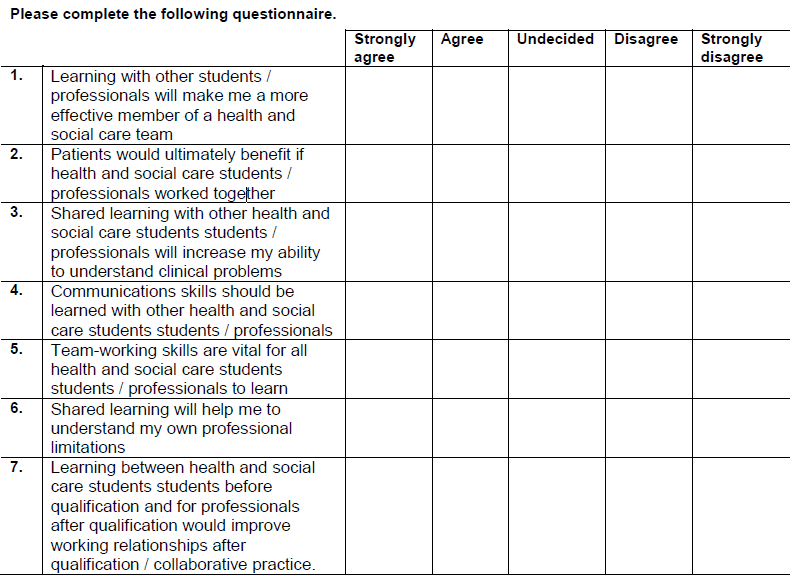 Please complete the following questionnaire.
Strongly agree Agree Undecided Disagree Strongly disagree
1. Learning with other students /
professionals will make me a more
effective member of a health and
social care team
2. Patients would ultimately benefit if
health and social care students /
professionals worked together
3. Shared learning with other health and
social care students students /
professionals will increase my ability
to understand clinical problems
4. Communications skills should be
learned with other health and social
care students students / professionals
5. Team-working skills are vital for all
health and social care students
students / professionals to learn
6. Shared learning will help me to
understand my own professional
limitations
7. Learning between health and social
care students students before
qualification and for professionals
after qualification would improve
working relationships after
qualification / collaborative practice.